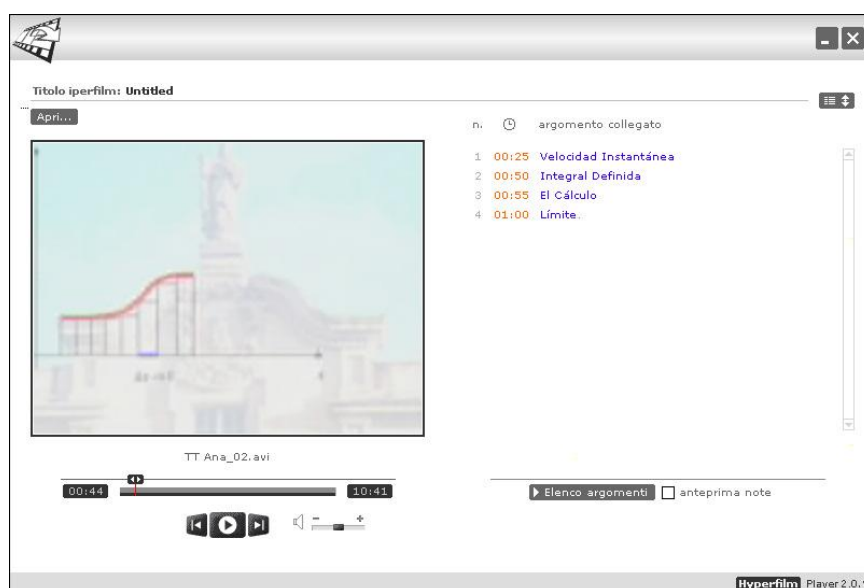 Titolo iperfilm: Untitled
Apri...
n. argomento collegato
1 00:25 Velocidad Instantánea
2 00:50 Integral Definida
3 00:55 El Cálculo
4 01:00 Límite.
TT Ana_02.avi
00:44 10:41
- +
Elenco argomenti anteprima note
Hyperfilm Player 2.0.